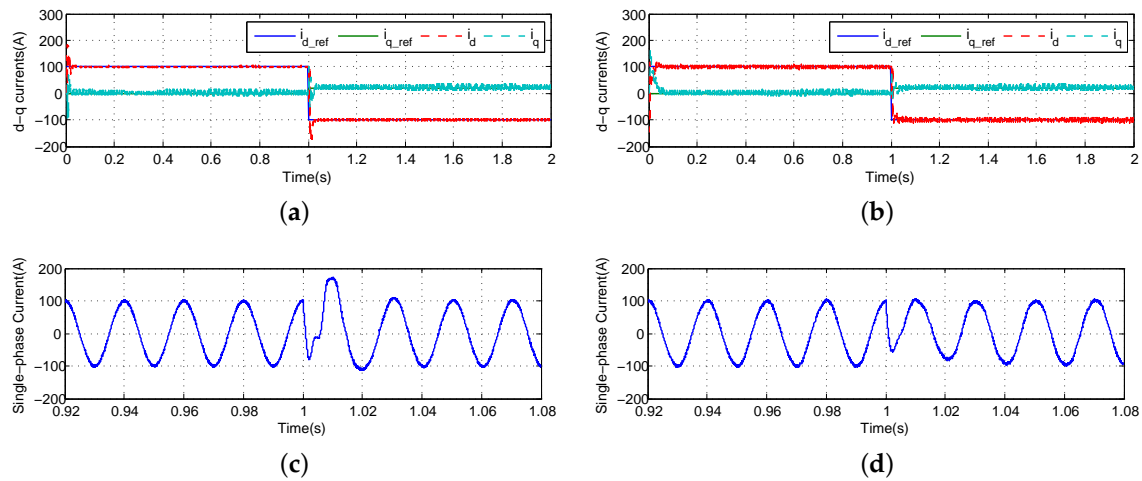 300
200
100
0
−100
−200
d−q currents(A)
i_d_ref i_q_ref i_d i_q
0 0.2 0.4 0.6 0.8 1 1.2 1.4 1.6 1.8 2
Time(s)
(a)
300
200
100
0
−100
−200
d−q currents(A)
i_d_ref i_q_ref i_d i_q
0 0.2 0.4 0.6 0.8 1 1.2 1.4 1.6 1.8 2
Time(s)
(b)
200
100
0
−100
−200
Single−phase Current(A)
0.92 0.94 0.96 0.98 1 1.02 1.04 1.06 1.08
Time(s)
(c)
200
100
0
−100
−200
Single−phase Current(A)
0.92 0.94 0.96 0.98 1 1.02 1.04 1.06 1.08
Time(s)
(d)